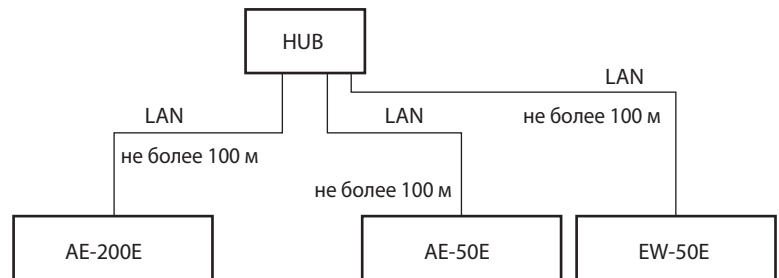 HUB
LAN
LAN
LAN
не более 100 м
не более 100 м
не более 100 м
AE-200E
AE-50E
EW-50E